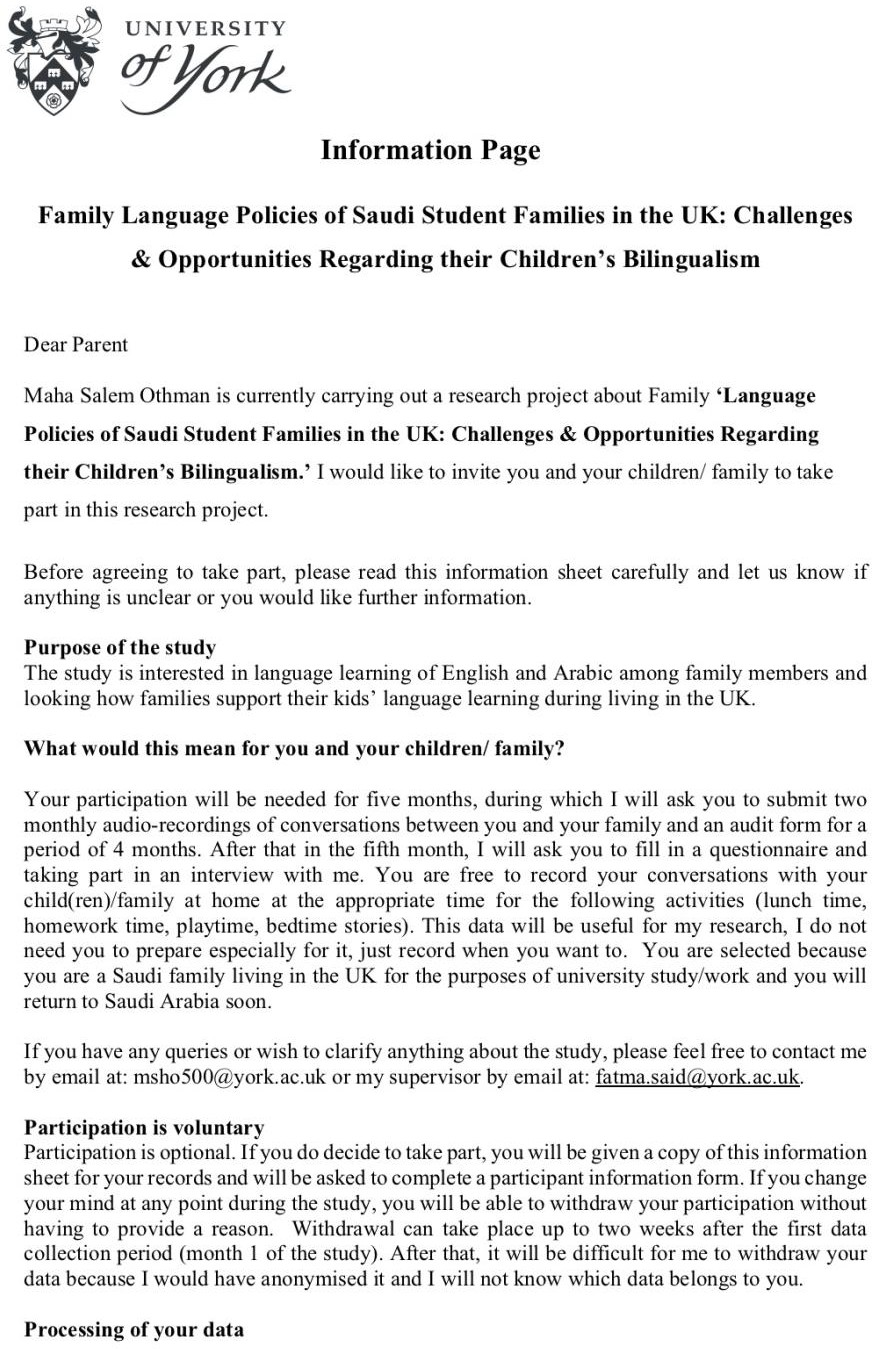 UNIVERSITY
of York
Information Page
Family Language Policies of Saudi Student Families in the UK: Challenges
& Opportunities Regarding their Children’s Bilingualism
Dear Parent
Maha Salem Othman is currently carrying out a research project about Family ‘Language
Policies of Saudi Student Families in the UK: Challenges & Opportunities Regarding
their Children’s Bilingualism.’ I would like to invite you and your children/ family to take
part in this research project.
Before agreeing to take part, please read this information sheet carefully and let us know if
anything is unclear or you would like further information.
Purpose of the study
The study is interested in language learning of English and Arabic among family members and
looking how families support their kids’ language learning during living in the UK.
What would this mean for you and your children/ family?
Your participation will be needed for five months, during which I will ask you to submit two
monthly audio-recordings of conversations between you and your family and an audit form for a
period of 4 months. After that in the fifth month, I will ask you to fill in a questionnaire and
taking part in an interview with me. You are free to record your conversations with your
child(ren)/family at home at the appropriate time for the following activities (lunch time,
homework time, playtime, bedtime stories). This data will be useful for my research, I do not
need you to prepare especially for it, just record when you want to. You are selected because
you are a Saudi family living in the UK for the purposes of university study/work and you will
return to Saudi Arabia soon.
If you have any queries or wish to clarify anything about the study, please feel free to contact me
by email at: msho500@york.ac.uk or my supervisor by email at: fatma.said@york.ac.uk.
Participation is voluntary
Participation is optional. If you do decide to take part, you will be given a copy of this information
sheet for your records and will be asked to complete a participant information form. If you change
your mind at any point during the study, you will be able to withdraw your participation without
having to provide a reason. Withdrawal can take place up to two weeks after the first data
collection period (month 1 of the study). After that, it will be difficult for me to withdraw your
data because I would have anonymised it and I will not know which data belongs to you.
Processing of your data